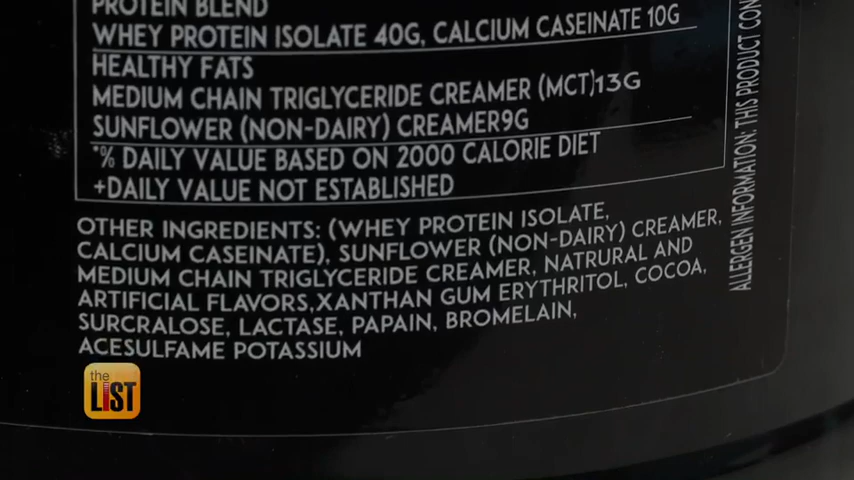 PROTEIN BLEND
WHEY PROTEIN ISOLATE 40G, CALCIUM CASEINATE 10G
HEALTHY FATS
MEDIUM CHAIN TRIGLYCERIDE CREAMER (MCT)13G
SUNFLOWER (NON-DAIRY) CREAMER9G
*% DAILY VALUE BASED ON 2000 CALORIE DIET
+DAILY VALUE NOT ESTABLISHED
OTHER INGREDIENTS: (WHEY PROTEIN ISOLATE,
CALCIUM CASEINATE), SUNFLOWER (NON-DAIRY) CREAMER,
MEDIUM CHAIN TRIGLYCERIDE CREAMER, NATRURAL AND
ARTIFICIAL FLAVORS,XANTHAN GUM ERYTHRITOL, COCOA,
SURCRALOSE, LACTASE, PAPAIN, BROMELAIN,
ACESULFAME POTASSIUM
ALLERGEN INFORMATION: THIS PRODUCT CON
the
LIST